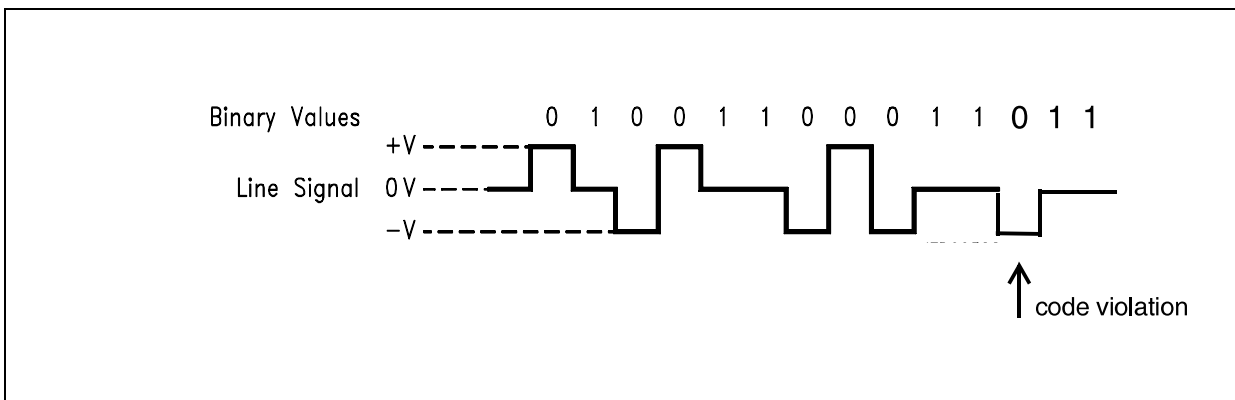 Binary Values 0 1 0 0 1 1 0 0 0 1 1 0 1 1
+V
Line Signal 0V
-V
code violation